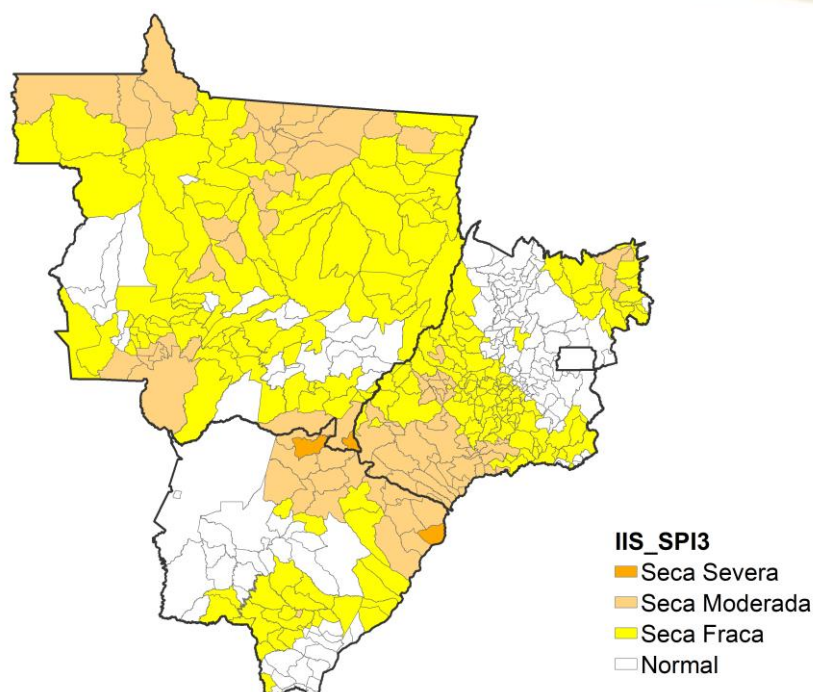 IIS_SPI3
Seca Severa
Seca Moderada
Seca Fraca
Normal